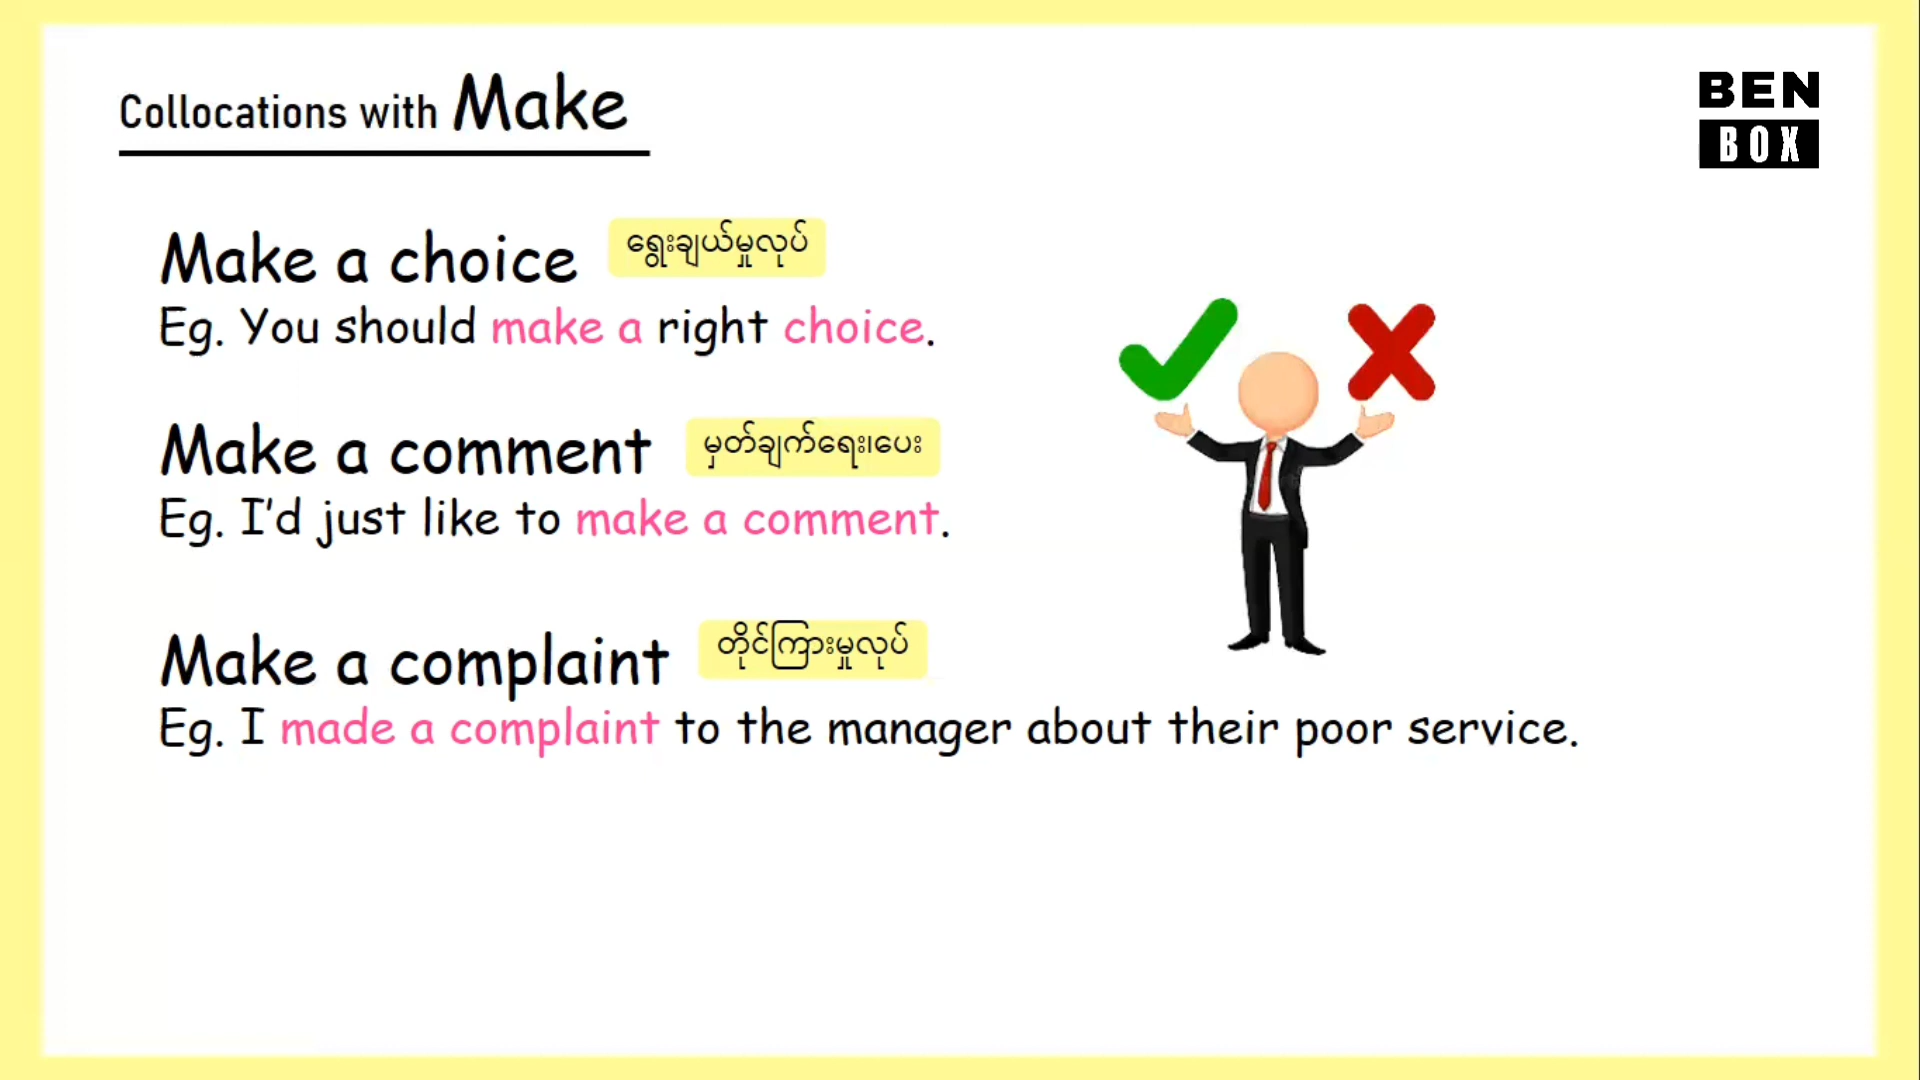 Collocations with Make
BEN
BOX
Make a choice ရွေးချယ်မှုလုပ်
Eg. You should make a right choice.
Make a comment မှတ်ချက်ရေး၊ပေး
Eg. I'd just like to make a comment.
Make a complaint တိုင်ကြားမှုလုပ်
Eg. I made a complaint to the manager about their poor service.